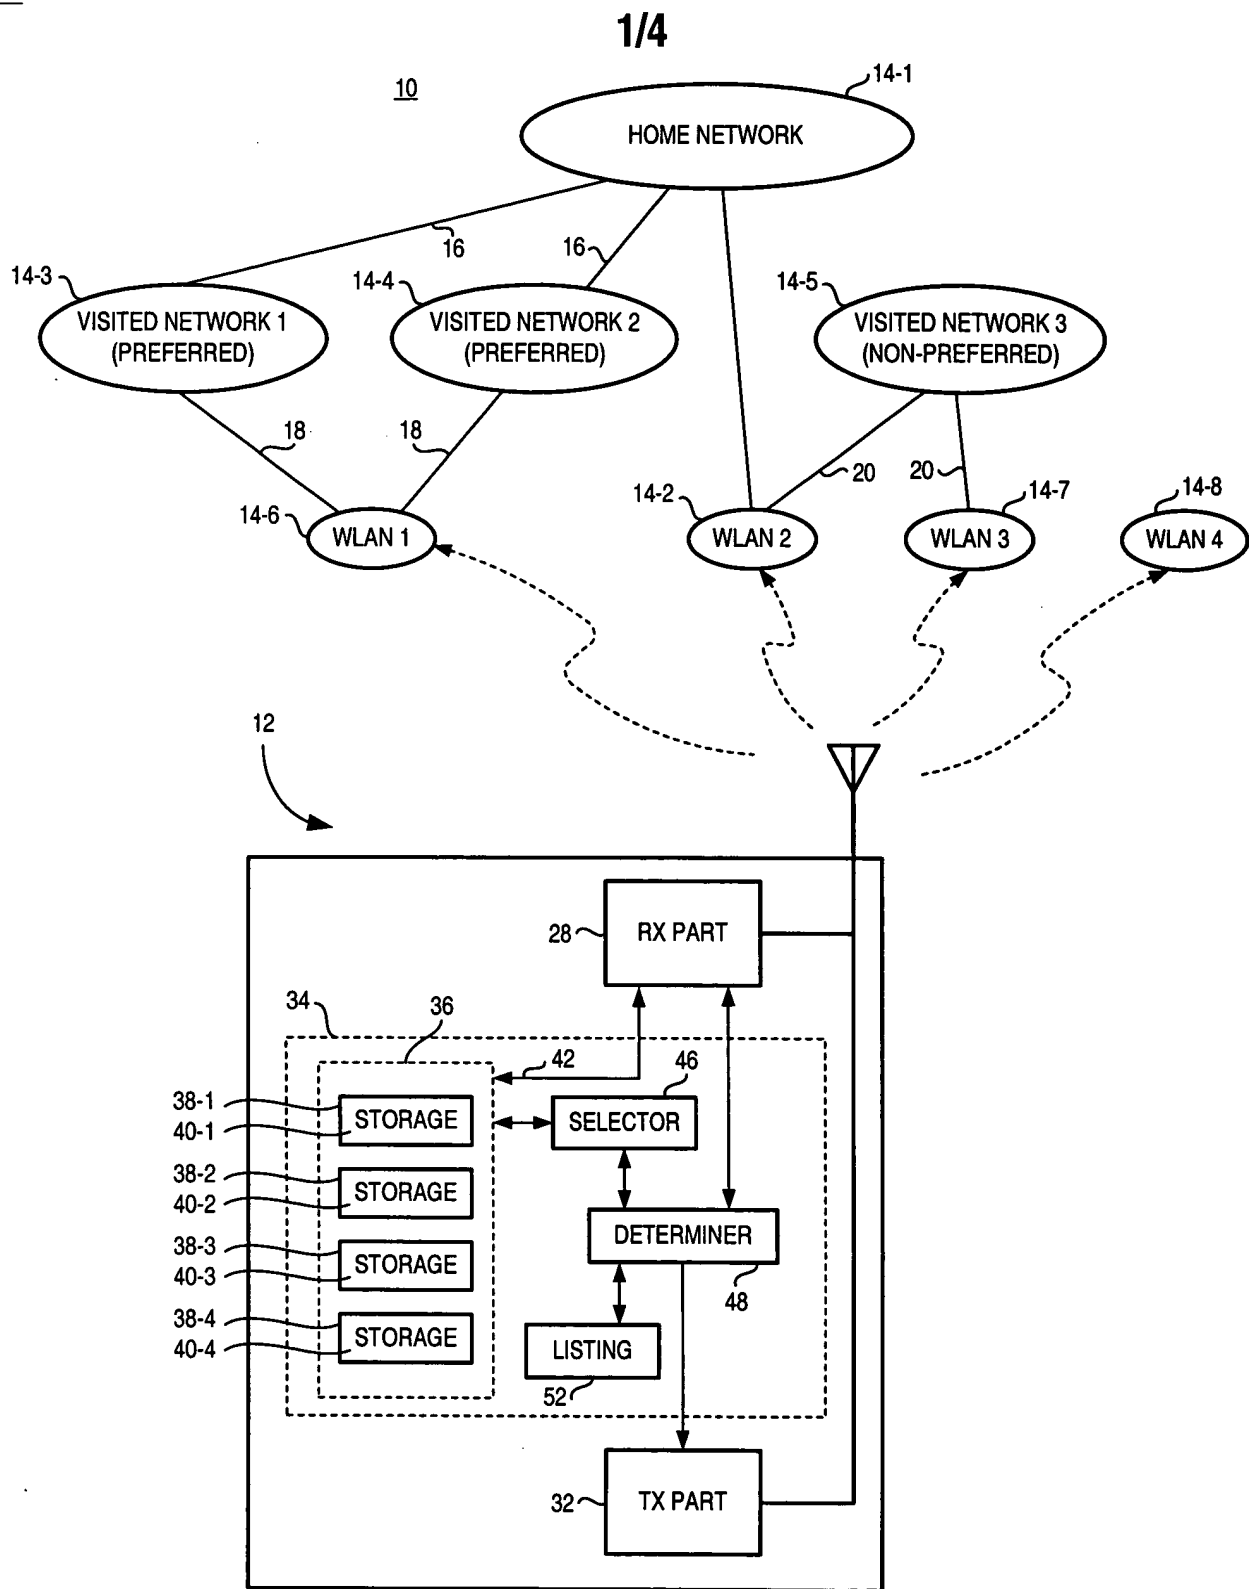 1/4
10
14-1
HOME NETWORK
16
16
14-3
14-4
14-5
VISITED NETWORK 1
(PREFERRED)
VISITED NETWORK 2
(PREFERRED)
VISITED NETWORK 3
(NON-PREFERRED)
18
18
20
20
14-6
14-2
14-7
14-8
WLAN 1
WLAN 2
WLAN 3
WLAN 4
12
28
RX PART
34
36
42
46
38-1
40-1
STORAGE
SELECTOR
38-2
40-2
STORAGE
DETERMINER
48
38-3
40-3
STORAGE
38-4
40-4
STORAGE
LISTING
52
32
TX PART